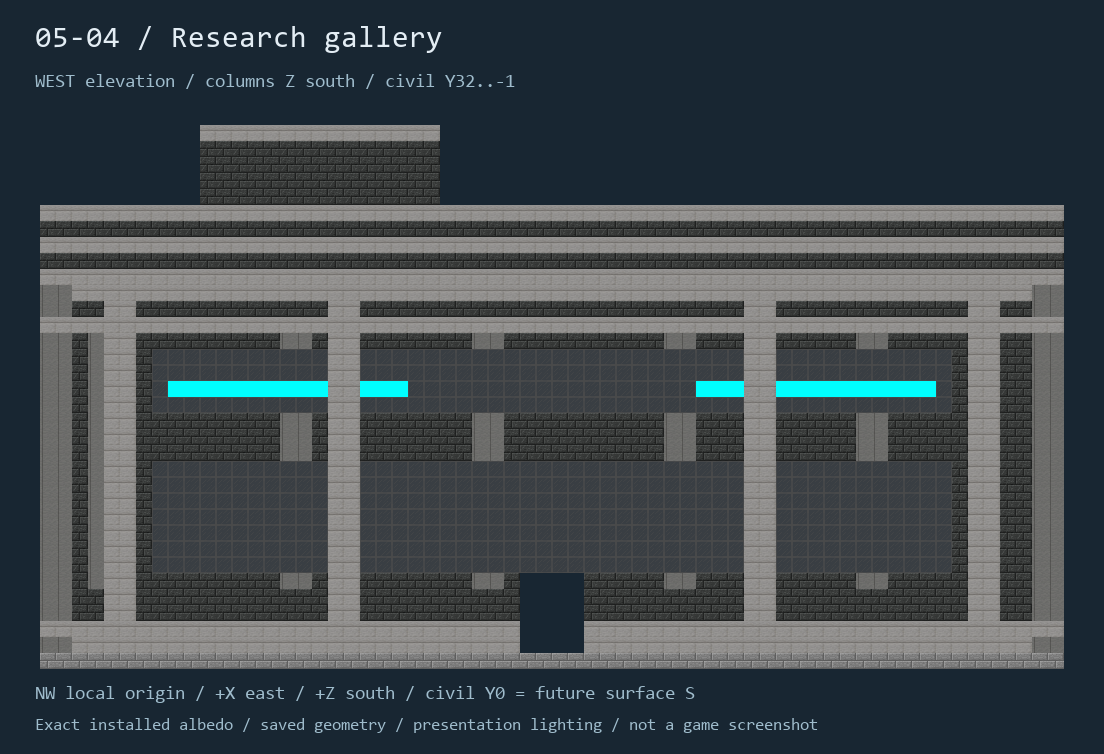 05-04 / Research gallery
WEST elevation / columns Z south / civil Y32..-1
NW local origin / +X east / +Z south / civil Y0 = future surface S
Exact installed albedo / saved geometry / presentation lighting / not a game screenshot